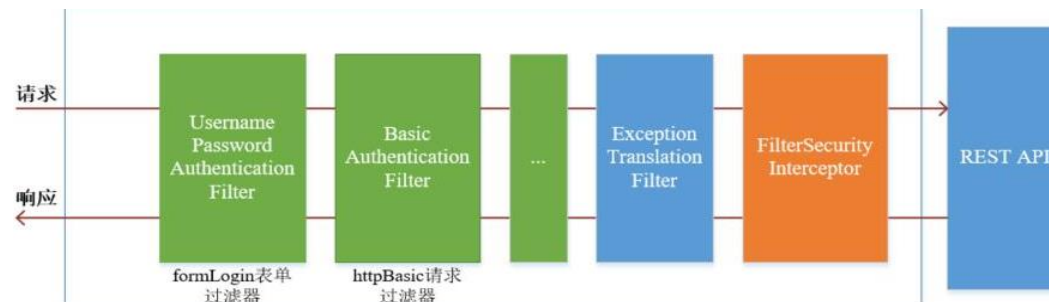 请求
响应
Username
Password
Authentication
Filter
formLogin表单
过滤器
Basic
Authentication
Filter
httpBasic请求
过滤器
...
Exception
Translation
Filter
FilterSecurity
Interceptor
REST API